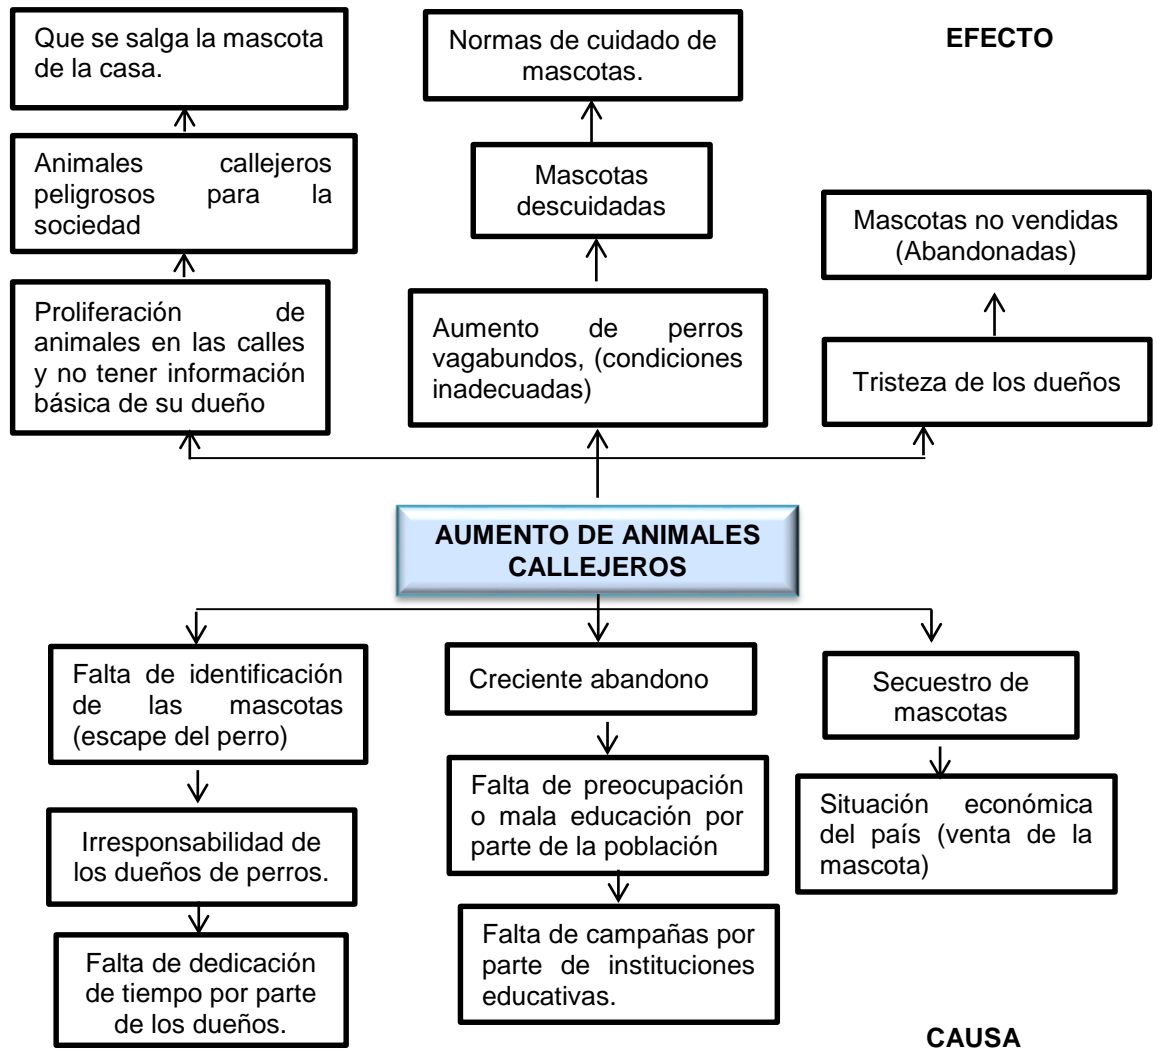 Que se salga la mascota
de la casa.
Normas de cuidado de
mascotas.
EFECTO
Animales callejeros
peligrosos para la
sociedad
Mascotas
descuidadas
Mascotas no vendidas
(Abandonadas)
Proliferación de
animales en las calles
y no tener información
básica de su dueño
Aumento de perros
vagabundos, (condiciones
inadecuadas)
Tristeza de los dueños
AUMENTO DE ANIMALES
CALLEJEROS
Falta de identificación
de las mascotas
(escape del perro)
Creciente abandono
Secuestro de
mascotas
Irresponsabilidad de
los dueños de perros.
Falta de preocupación
o mala educación por
parte de la población
Situación económica
del país (venta de la
mascota)
Falta de dedicación
de tiempo por parte
de los dueños.
Falta de campañas por
parte de instituciones
educativas.
CAUSA